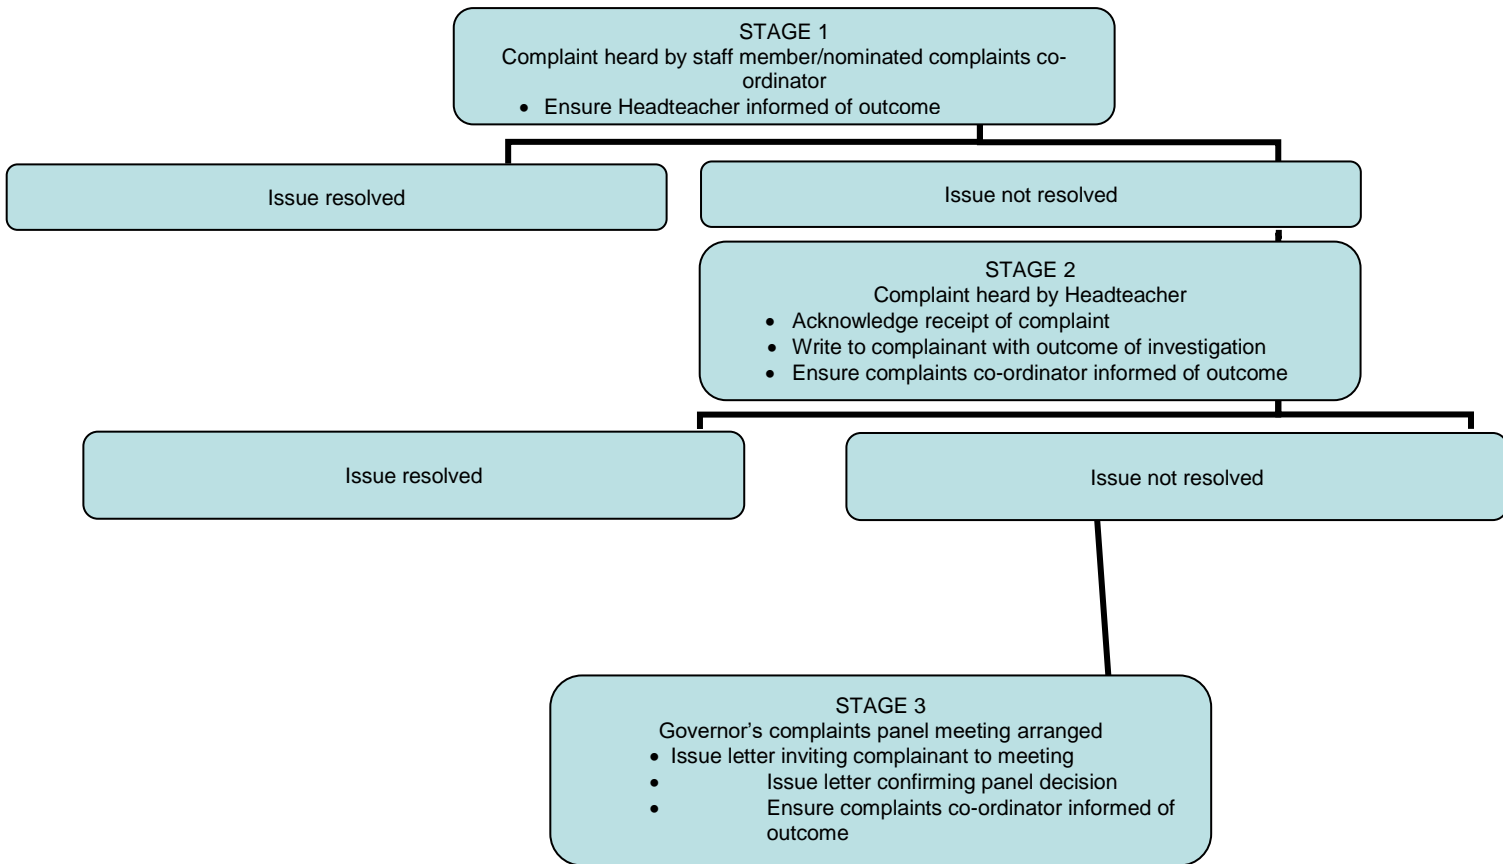 STAGE 1
Complaint heard by staff member/nominated complaints co-
ordinator
• Ensure Headteacher informed of outcome
Issue resolved
Issue not resolved
STAGE 2
Complaint heard by Headteacher
• Acknowledge receipt of complaint
• Write to complainant with outcome of investigation
• Ensure complaints co-ordinator informed of outcome
Issue resolved
Issue not resolved
STAGE 3
Governor’s complaints panel meeting arranged
• Issue letter inviting complainant to meeting
• Issue letter confirming panel decision
• Ensure complaints co-ordinator informed of
outcome